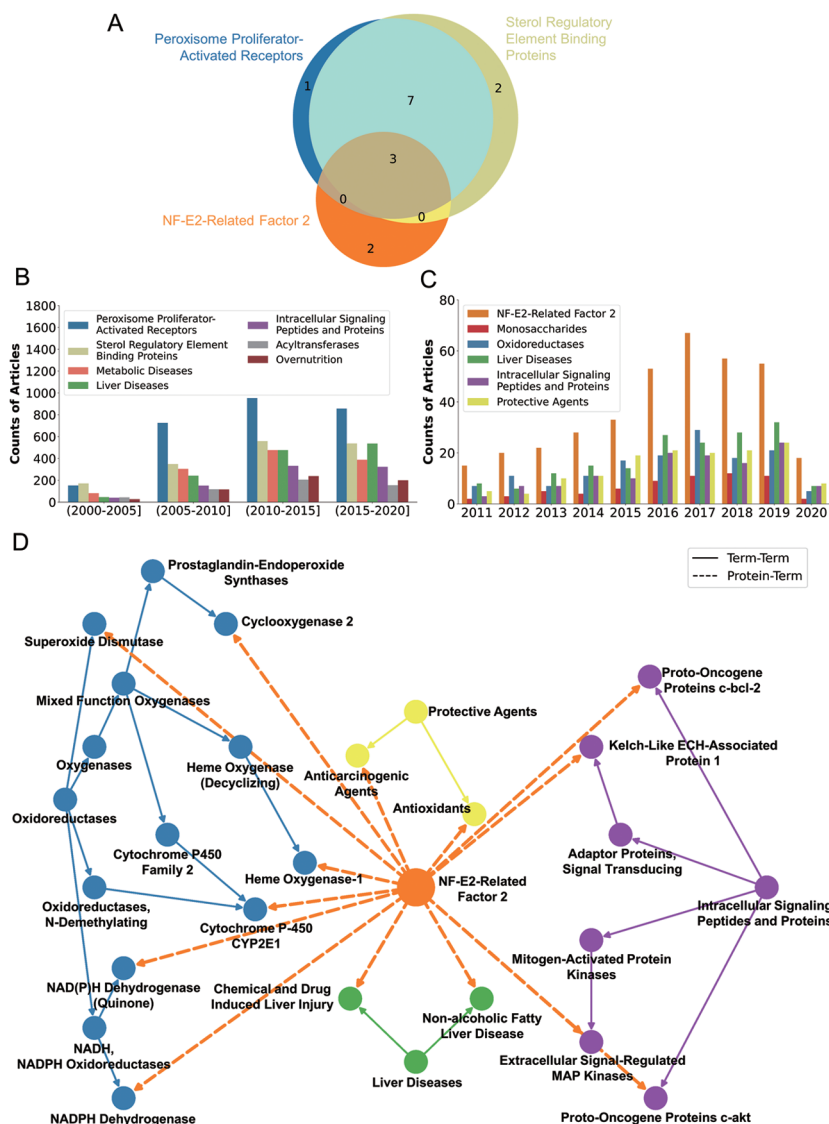 A
Peroxisome Proliferator-
Activated Receptors
Sterol Regulatory
Element Binding
Proteins
1
7
2
3
0
0
NF-E2-Related Factor 2
2
B
Counts of Articles
1800
1600
1400
1200
1000
800
600
400
200
0
Peroxisome Proliferator-
Activated Receptors
Sterol Regulatory Element
Binding Proteins
Metabolic Diseases
Liver Diseases
Intracellular Signaling
Peptides and Proteins
Acyltransferases
Overnutrition
(2000-2005]
(2005-2010]
(2010-2015]
(2015-2020]
C
Counts of Articles
80
60
40
20
0
NF-E2-Related Factor 2
Monosaccharides
Oxidoreductases
Liver Diseases
Intracellular Signaling
Peptides and Proteins
Protective Agents
2011 2012 2013 2014 2015 2016 2017 2018 2019 2020
D
Term-Term
Protein-Term
Prostaglandin-Endoperoxide
Synthases
Superoxide Dismutase
Cyclooxygenase 2
Mixed Function Oxygenases
Oxygenases
Heme Oxygenase
(Decyclizing)
Oxidoreductases
Cytochrome P450
Family 2
Heme Oxygenase-1
Oxidoreductases,
N-Demethylating
Cytochrome P-450
CYP2E1
NAD(P)H Dehydrogenase
(Quinone)
NADH,
NADPH Oxidoreductases
NADPH Dehydrogenase
Protective Agents
Anticarcinogenic
Agents
Antioxidants
NF-E2-Related
Factor 2
Chemical and Drug
Induced Liver Injury
Non-alcoholic Fatty
Liver Disease
Liver Diseases
Proto-Oncogene
Proteins c-bcl-2
Kelch-Like ECH-Associated
Protein 1
Adaptor Proteins,
Signal Transducing
Intracellular Signaling
Peptides and Proteins
Mitogen-Activated Protein
Kinases
Extracellular Signal-Regulated
MAP Kinases
Proto-Oncogene Proteins c-akt